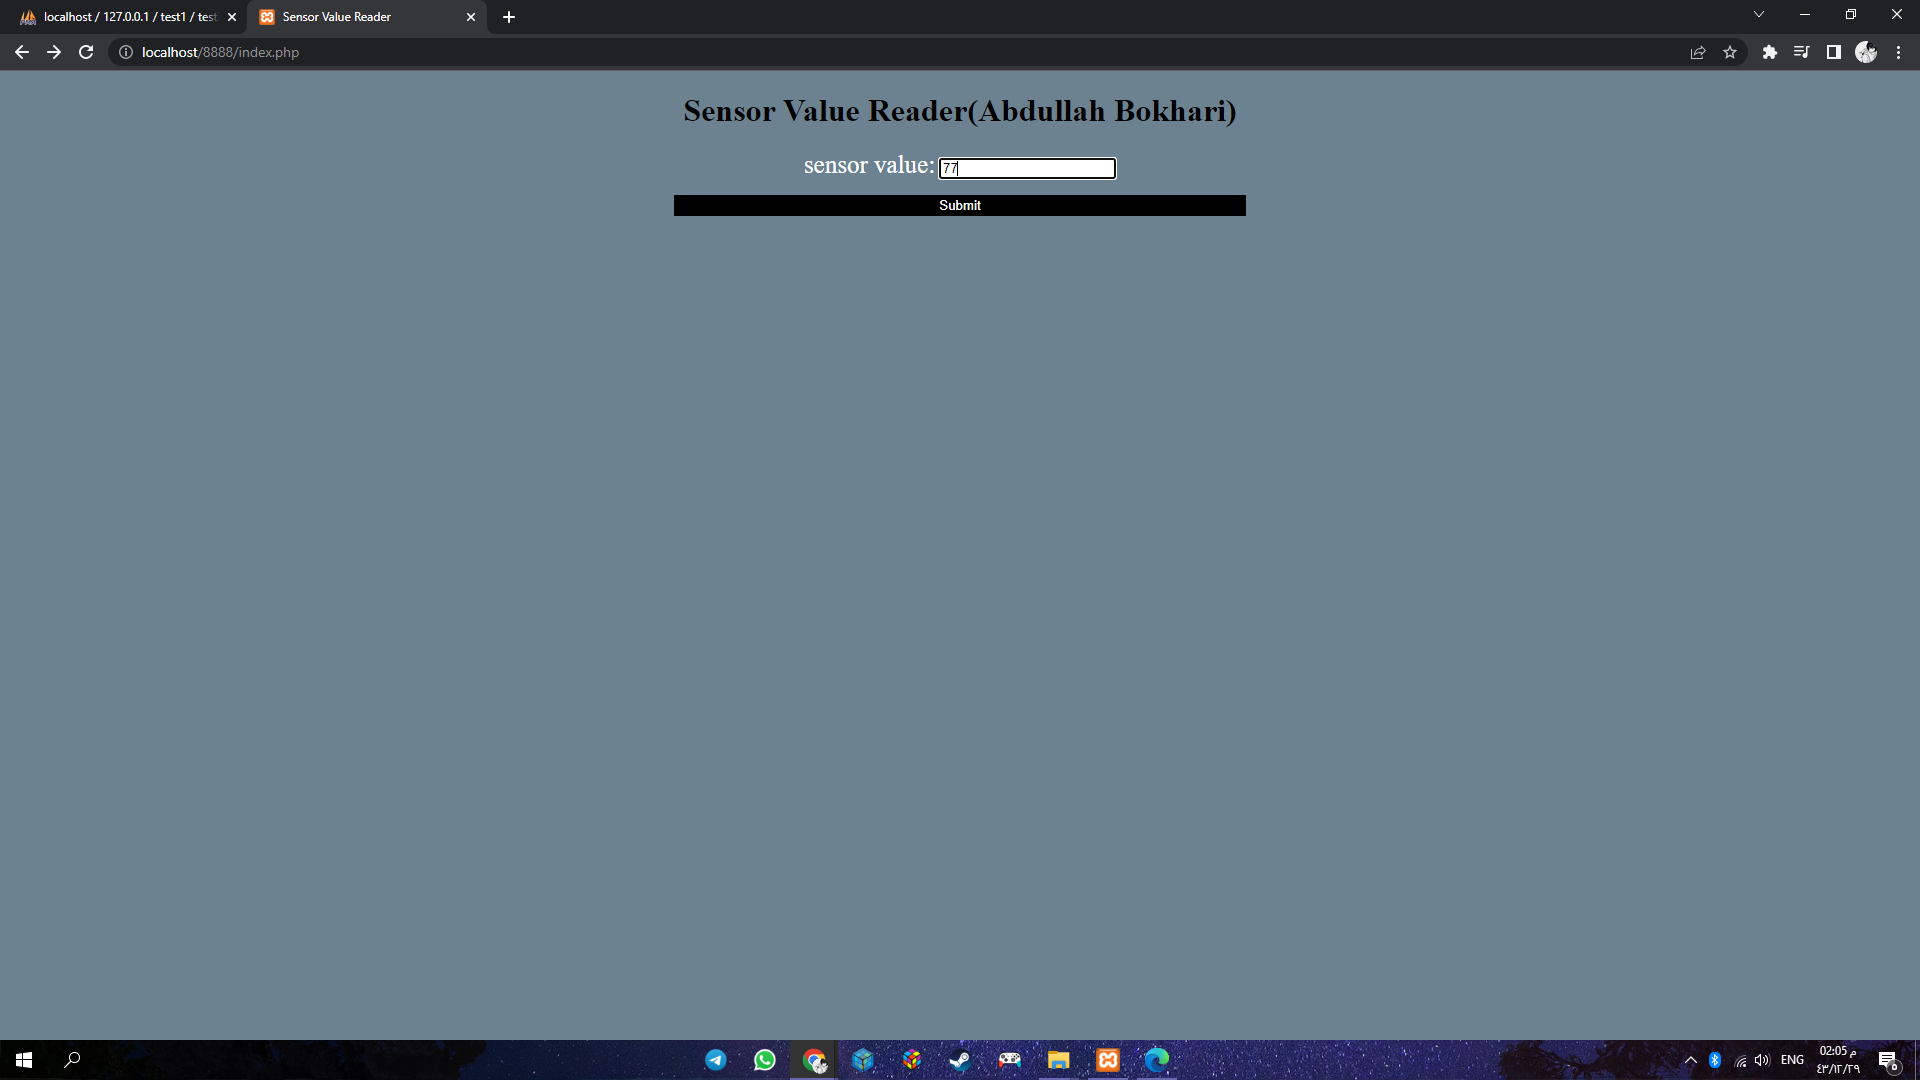 localhost / 127.0.0.1 / test1 / test
Sensor Value Reader
localhost/8888/index.php
Sensor Value Reader(Abdullah Bokhari)
sensor value: 77
Submit
ENG
02:05 م
٤٣/١٢/٢٩